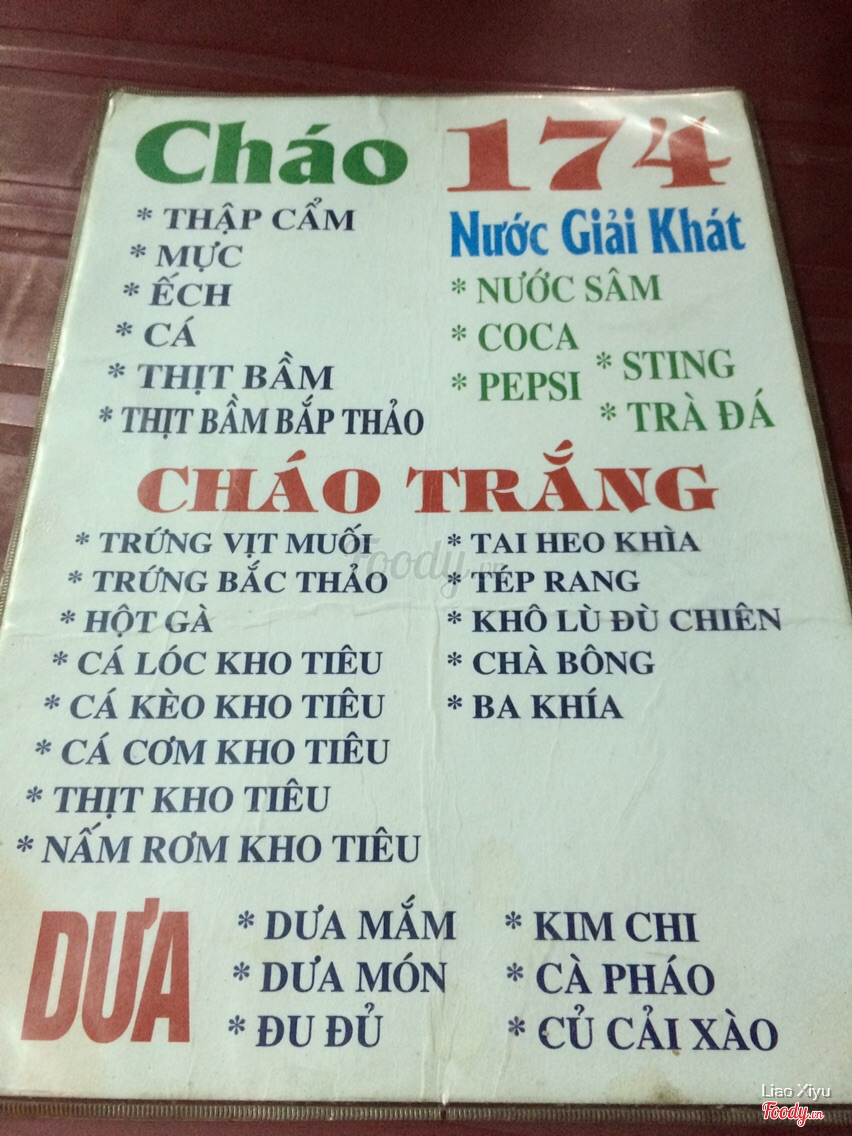 Cháo 174
* THẬP CẨM
* MỰC
* ẾCH
* CÁ
* THỊT BẦM
* THỊT BẦM BẮP THẢO
Nước Giải Khát
* NƯỚC SÂM
* COCA
* PEPSI
* STING
* TRÀ ĐÁ
CHÁO TRẮNG
* TRỨNG VỊT MUỐI
* TRỨNG BẮC THẢO
* HỘT GÀ
* CÁ LÓC KHO TIÊU
* CÁ KÈO KHO TIÊU
* CÁ CƠM KHO TIÊU
* THỊT KHO TIÊU
* NẤM RƠM KHO TIÊU
* TAI HEO KHÌA
* TÉP RANG
* KHÔ LÙ ĐÙ CHIÊN
* CHÀ BÔNG
* BA KHÍA
DƯA
* DƯA MẮM
* DƯA MÓN
* ĐU ĐỦ
* KIM CHI
* CÀ PHÁO
* CỦ CẢI XÀO
Foody.vn
Liao Xiyu
Foody.vn